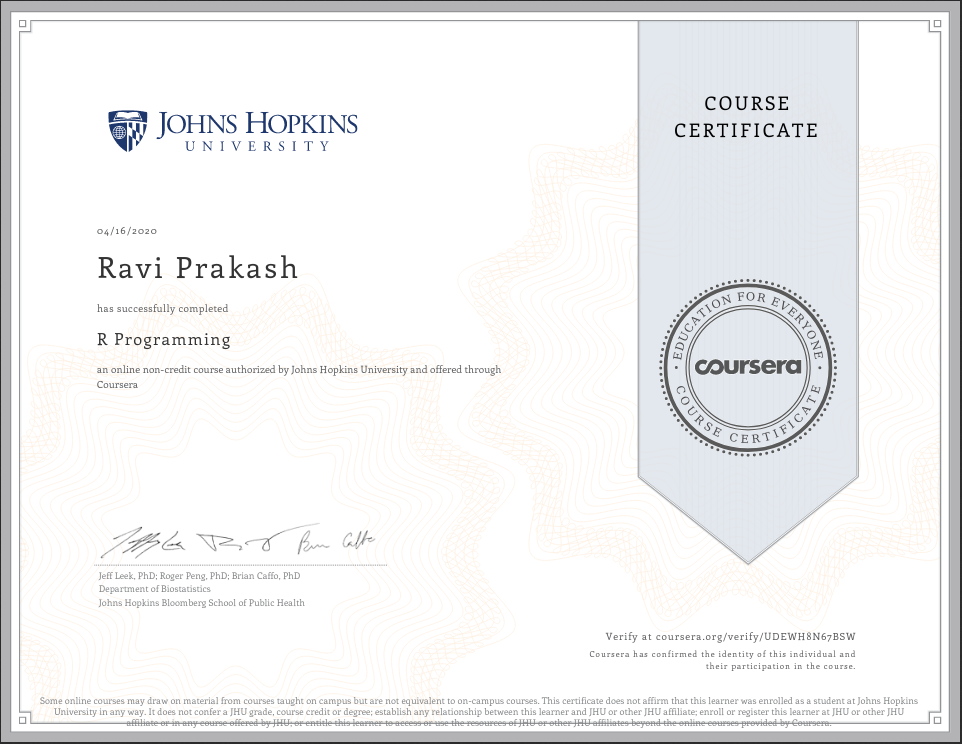 JOHNS HOPKINS
UNIVERSITY
COURSE
CERTIFICATE
04/16/2020
Ravi Prakash
has successfully completed
R Programming
an online non-credit course authorized by Johns Hopkins University and offered through
Coursera
EDUCATION FOR EVERYONE
coursera
COURSE CERTIFICATE
Jeff Leek, PhD; Roger Peng, PhD; Brian Caffo, PhD
Department of Biostatistics
Johns Hopkins Bloomberg School of Public Health
Verify at coursera.org/verify/UDEWH8N67BSW
Coursera has confirmed the identity of this individual and
their participation in the course.
Some online courses may draw on material from courses taught on campus but are not equivalent to on-campus courses. This certificate does not affirm that this learner was enrolled as a student at Johns Hopkins
University in any way. It does not confer a JHU grade, course credit or degree; establish any relationship between this learner and JHU or other JHU affiliate; enroll or register this learner at JHU or other JHU
affiliate or in any course offered by JHU; or entitle this learner to access or use the resources of JHU or other JHU affiliates beyond the online courses provided by Coursera.